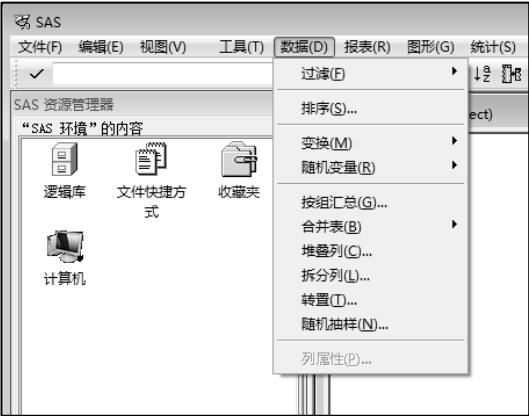 SAS
文件(F) 编辑(E) 视图(V) 工具(T) 数据(D) 报表(R) 图形(G) 统计(S)
过滤(F)
SAS 资源管理器
排序(S)...
ect)
“SAS 环境”的内容
变换(M)
随机变量(R)
逻辑库 文件快捷方式 收藏夹
按组汇总(G)...
合并表(B)
堆叠列(C)...
计算机
拆分列(L)...
转置(T)...
随机抽样(N)...
列属性(P)...